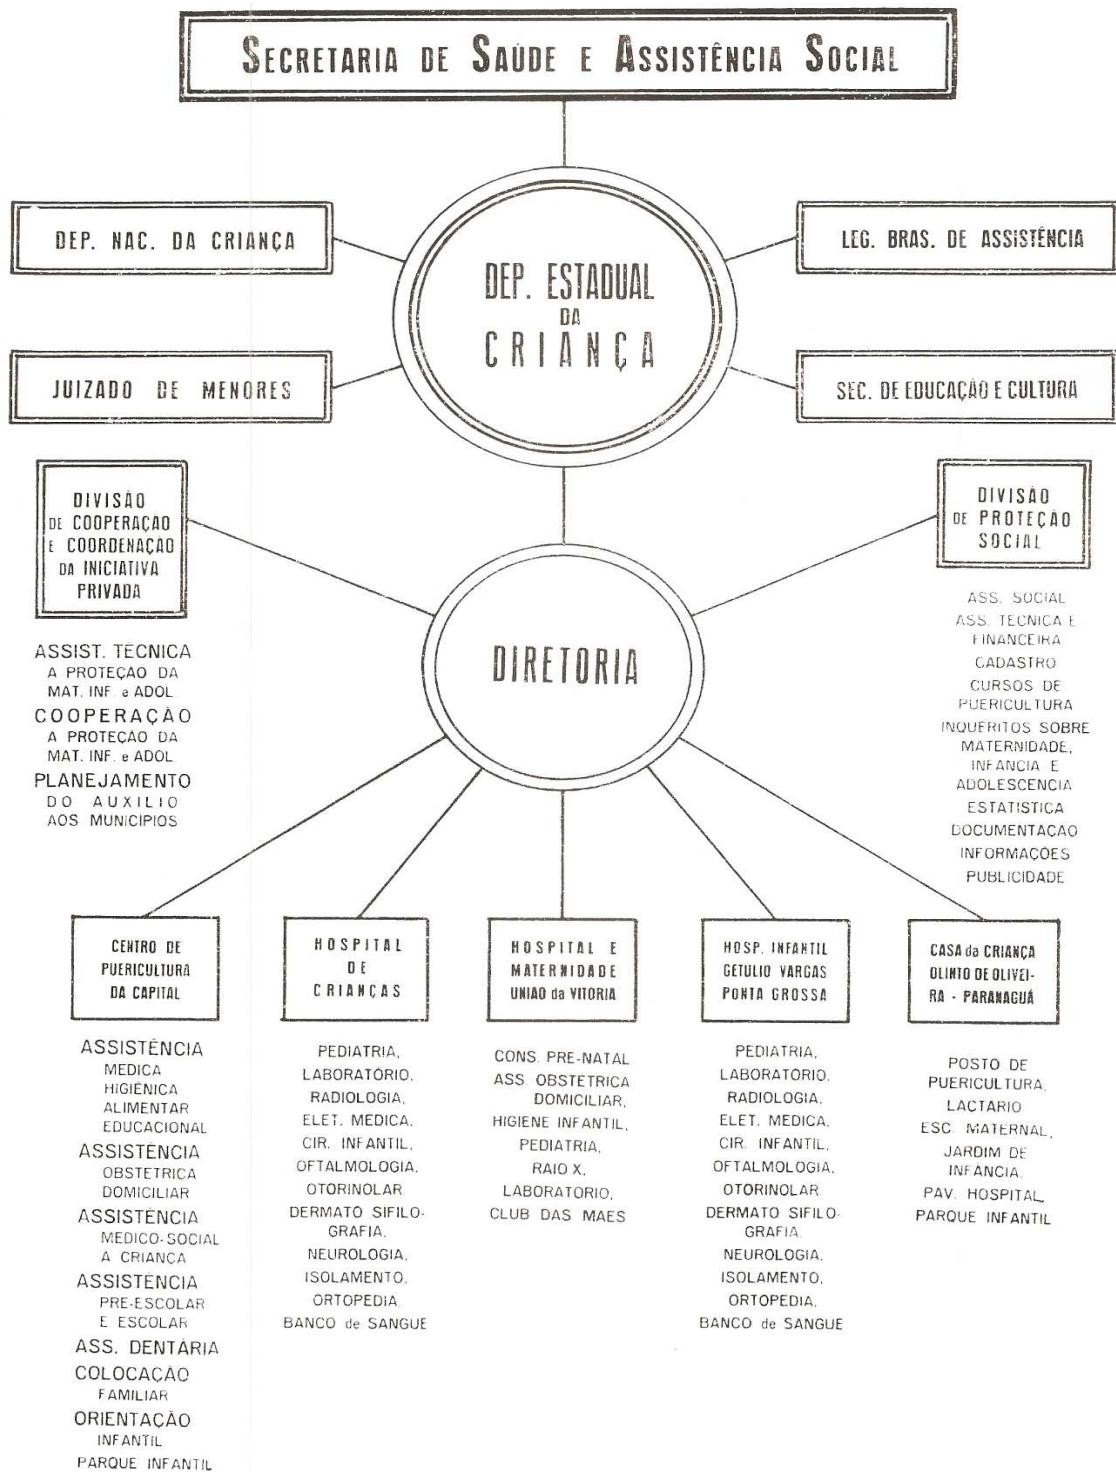 SECRETARIA DE SAÚDE E ASSISTÊNCIA SOCIAL
DEP. NAC. DA CRIANÇA
LEG. BRAS. DE ASSISTÊNCIA
DEP. ESTADUAL
DA
CRIANÇA
JUIZADO DE MENORES
SEC. DE EDUCAÇÃO E CULTURA
DIVISÃO
DE COOPERAÇÃO
E COORDENAÇÃO
DA INICIATIVA
PRIVADA
ASSIST. TÉCNICA
A PROTEÇÃO DA
MAT. INF. e ADOL
COOPERAÇÃO
A PROTEÇÃO DA
MAT. INF. e ADOL
PLANEJAMENTO
DO AUXILIO
AOS MUNICIPIOS
DIRETORIA
DIVISÃO
DE PROTEÇÃO
SOCIAL
ASS. SOCIAL
ASS. TECNICA E
FINANCEIRA
CADASTRO
CURSOS DE
PUERICULTURA
INQUERITOS SOBRE
MATERNIDADE,
INFANCIA E
ADOLESCENCIA
ESTATISTICA
DOCUMENTAÇAO
INFORMAÇÕES
PUBLICIDADE
CENTRO DE
PUERICULTURA
DA CAPITAL
ASSISTÊNCIA
MEDICA
HIGIÊNICA
ALIMENTAR
EDUCACIONAL
ASSISTÊNCIA
OBSTETRICA
DOMICILIAR
ASSISTÊNCIA
MEDICO-SOCIAL
A CRIANÇA
ASSISTÊNCIA
PRE-ESCOLAR
E ESCOLAR
ASS. DENTÁRIA
COLOCAÇÃO
FAMILIAR
ORIENTAÇÃO
INFANTIL
PARQUE INFANTIL
HOSPITAL
DE
CRIANÇAS
PEDIATRIA,
LABORATÓRIO,
RADIOLOGIA,
ELET. MEDICA,
CIR. INFANTIL,
OFTALMOLOGIA,
OTORINOLAR
DERMATO SIFILO-
GRAFIA,
NEUROLOGIA,
ISOLAMENTO,
ORTOPEDIA
BANCO de SANGUE
HOSPITAL E
MATERNIDADE
UNIAO da VITÓRIA
CONS. PRE-NATAL
ASS. OBSTETRICA
DOMICILIAR,
HIGIENE INFANTIL,
PEDIATRIA,
RAIO X,
LABORATÓRIO,
CLUB DAS MAES
HOSP. INFANTIL
GETULIO VARGAS
PONTA GROSSA
PEDIATRIA,
LABORATÓRIO,
RADIOLOGIA,
ELET. MEDICA,
CIR. INFANTIL,
OFTALMOLOGIA,
OTORINOLAR
DERMATO SIFILO-
GRAFIA
NEUROLOGIA,
ISOLAMENTO,
ORTOPEDIA,
BANCO de SANGUE
CASA da CRIANÇA
OLINTO DE OLIVEI-
RA - PARANAGUÁ
POSTO DE
PUERICULTURA,
LACTARIO
ESC. MATERNAL,
JARDIM DE
INFÂNCIA
PAV. HOSPITAL,
PARQUE INFANTIL